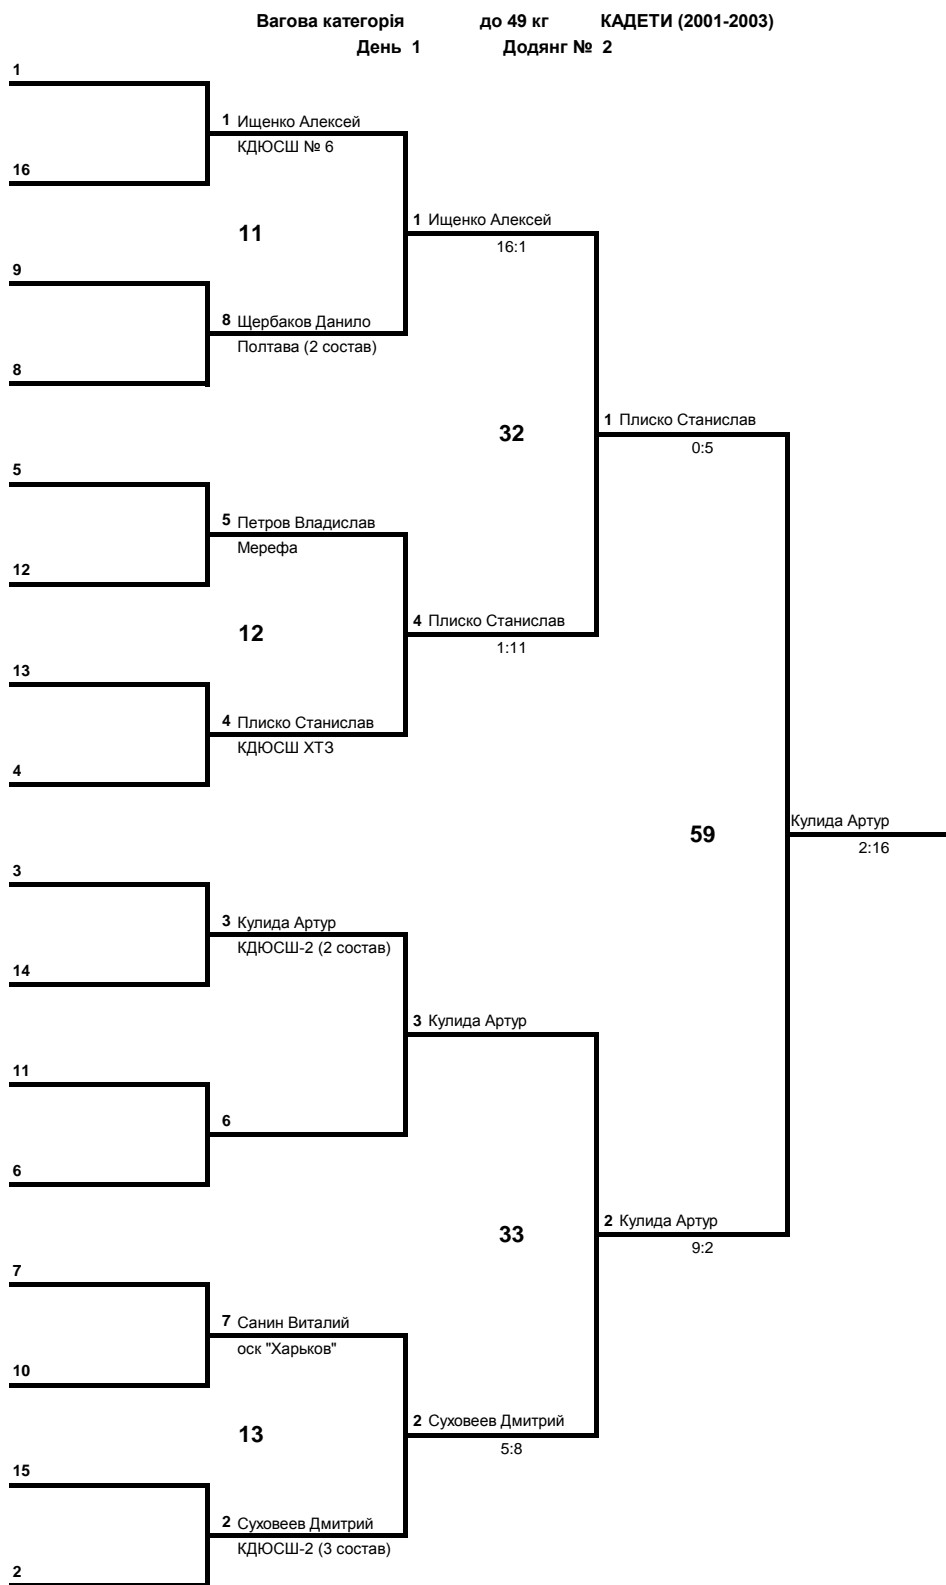 Вагова категорія до 49 кг КАДЕТИ (2001-2003)
День 1 Додянг № 2
1
1 Ищенко Алексей
КДЮСШ № 6
16
1 Ищенко Алексей
11
16:1
9
8 Щербаков Данило
Полтава (2 состав)
8
1 Плиско Станислав
32
0:5
5
5 Петров Владислав
Мерефа
12
4 Плиско Станислав
12
1:11
13
4 Плиско Станислав
КДЮСШ ХТЗ
4
Кулида Артур
59
2:16
3
3 Кулида Артур
КДЮСШ-2 (2 состав)
14
3 Кулида Артур
11
6
6
2 Кулида Артур
33
9:2
7
7 Санин Виталий
оск "Харьков"
10
2 Суховеев Дмитрий
13
5:8
15
2 Суховеев Дмитрий
КДЮСШ-2 (3 состав)
2